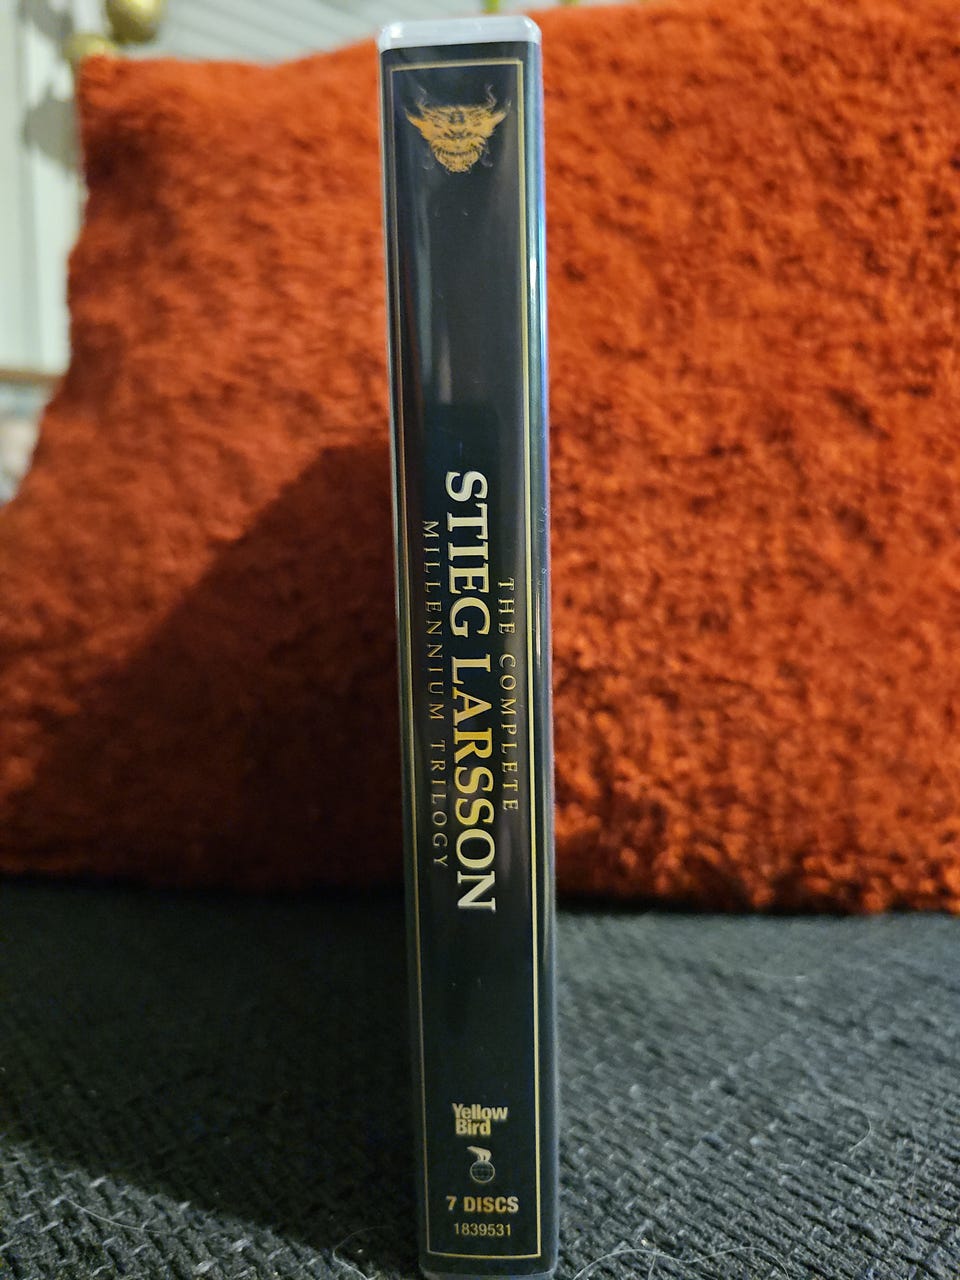 THE COMPLETE
STIEG LARSSON
MILLENNIUM TRILOGY
Yellow
Bird
7 DISCS
1839531